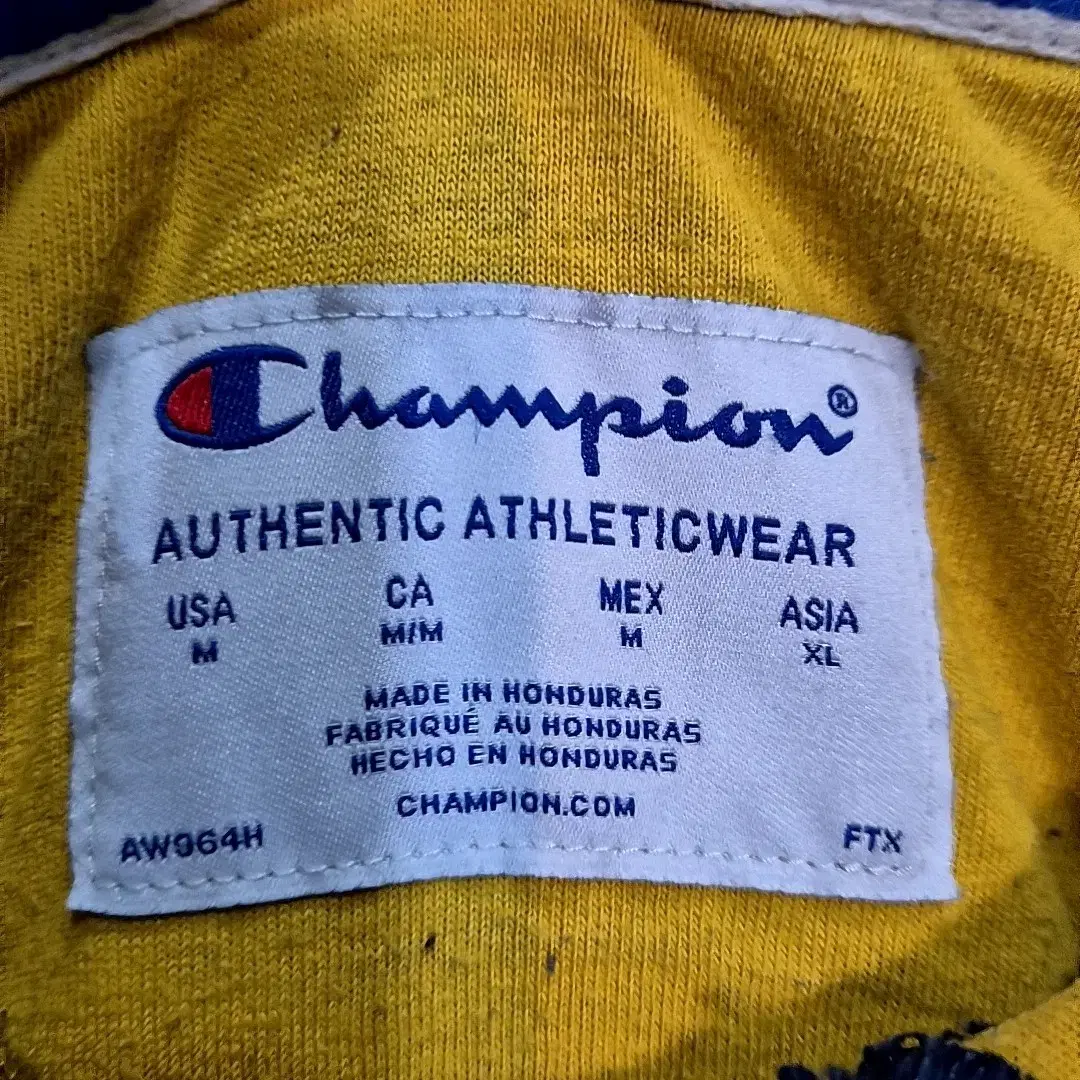 Champion®
AUTHENTIC ATHLETICWEAR
USA CA MEX ASIA
M M/M M XL
MADE IN HONDURAS
FABRIQUÉ AU HONDURAS
HECHO EN HONDURAS
CHAMPION.COM
AW064H FTX